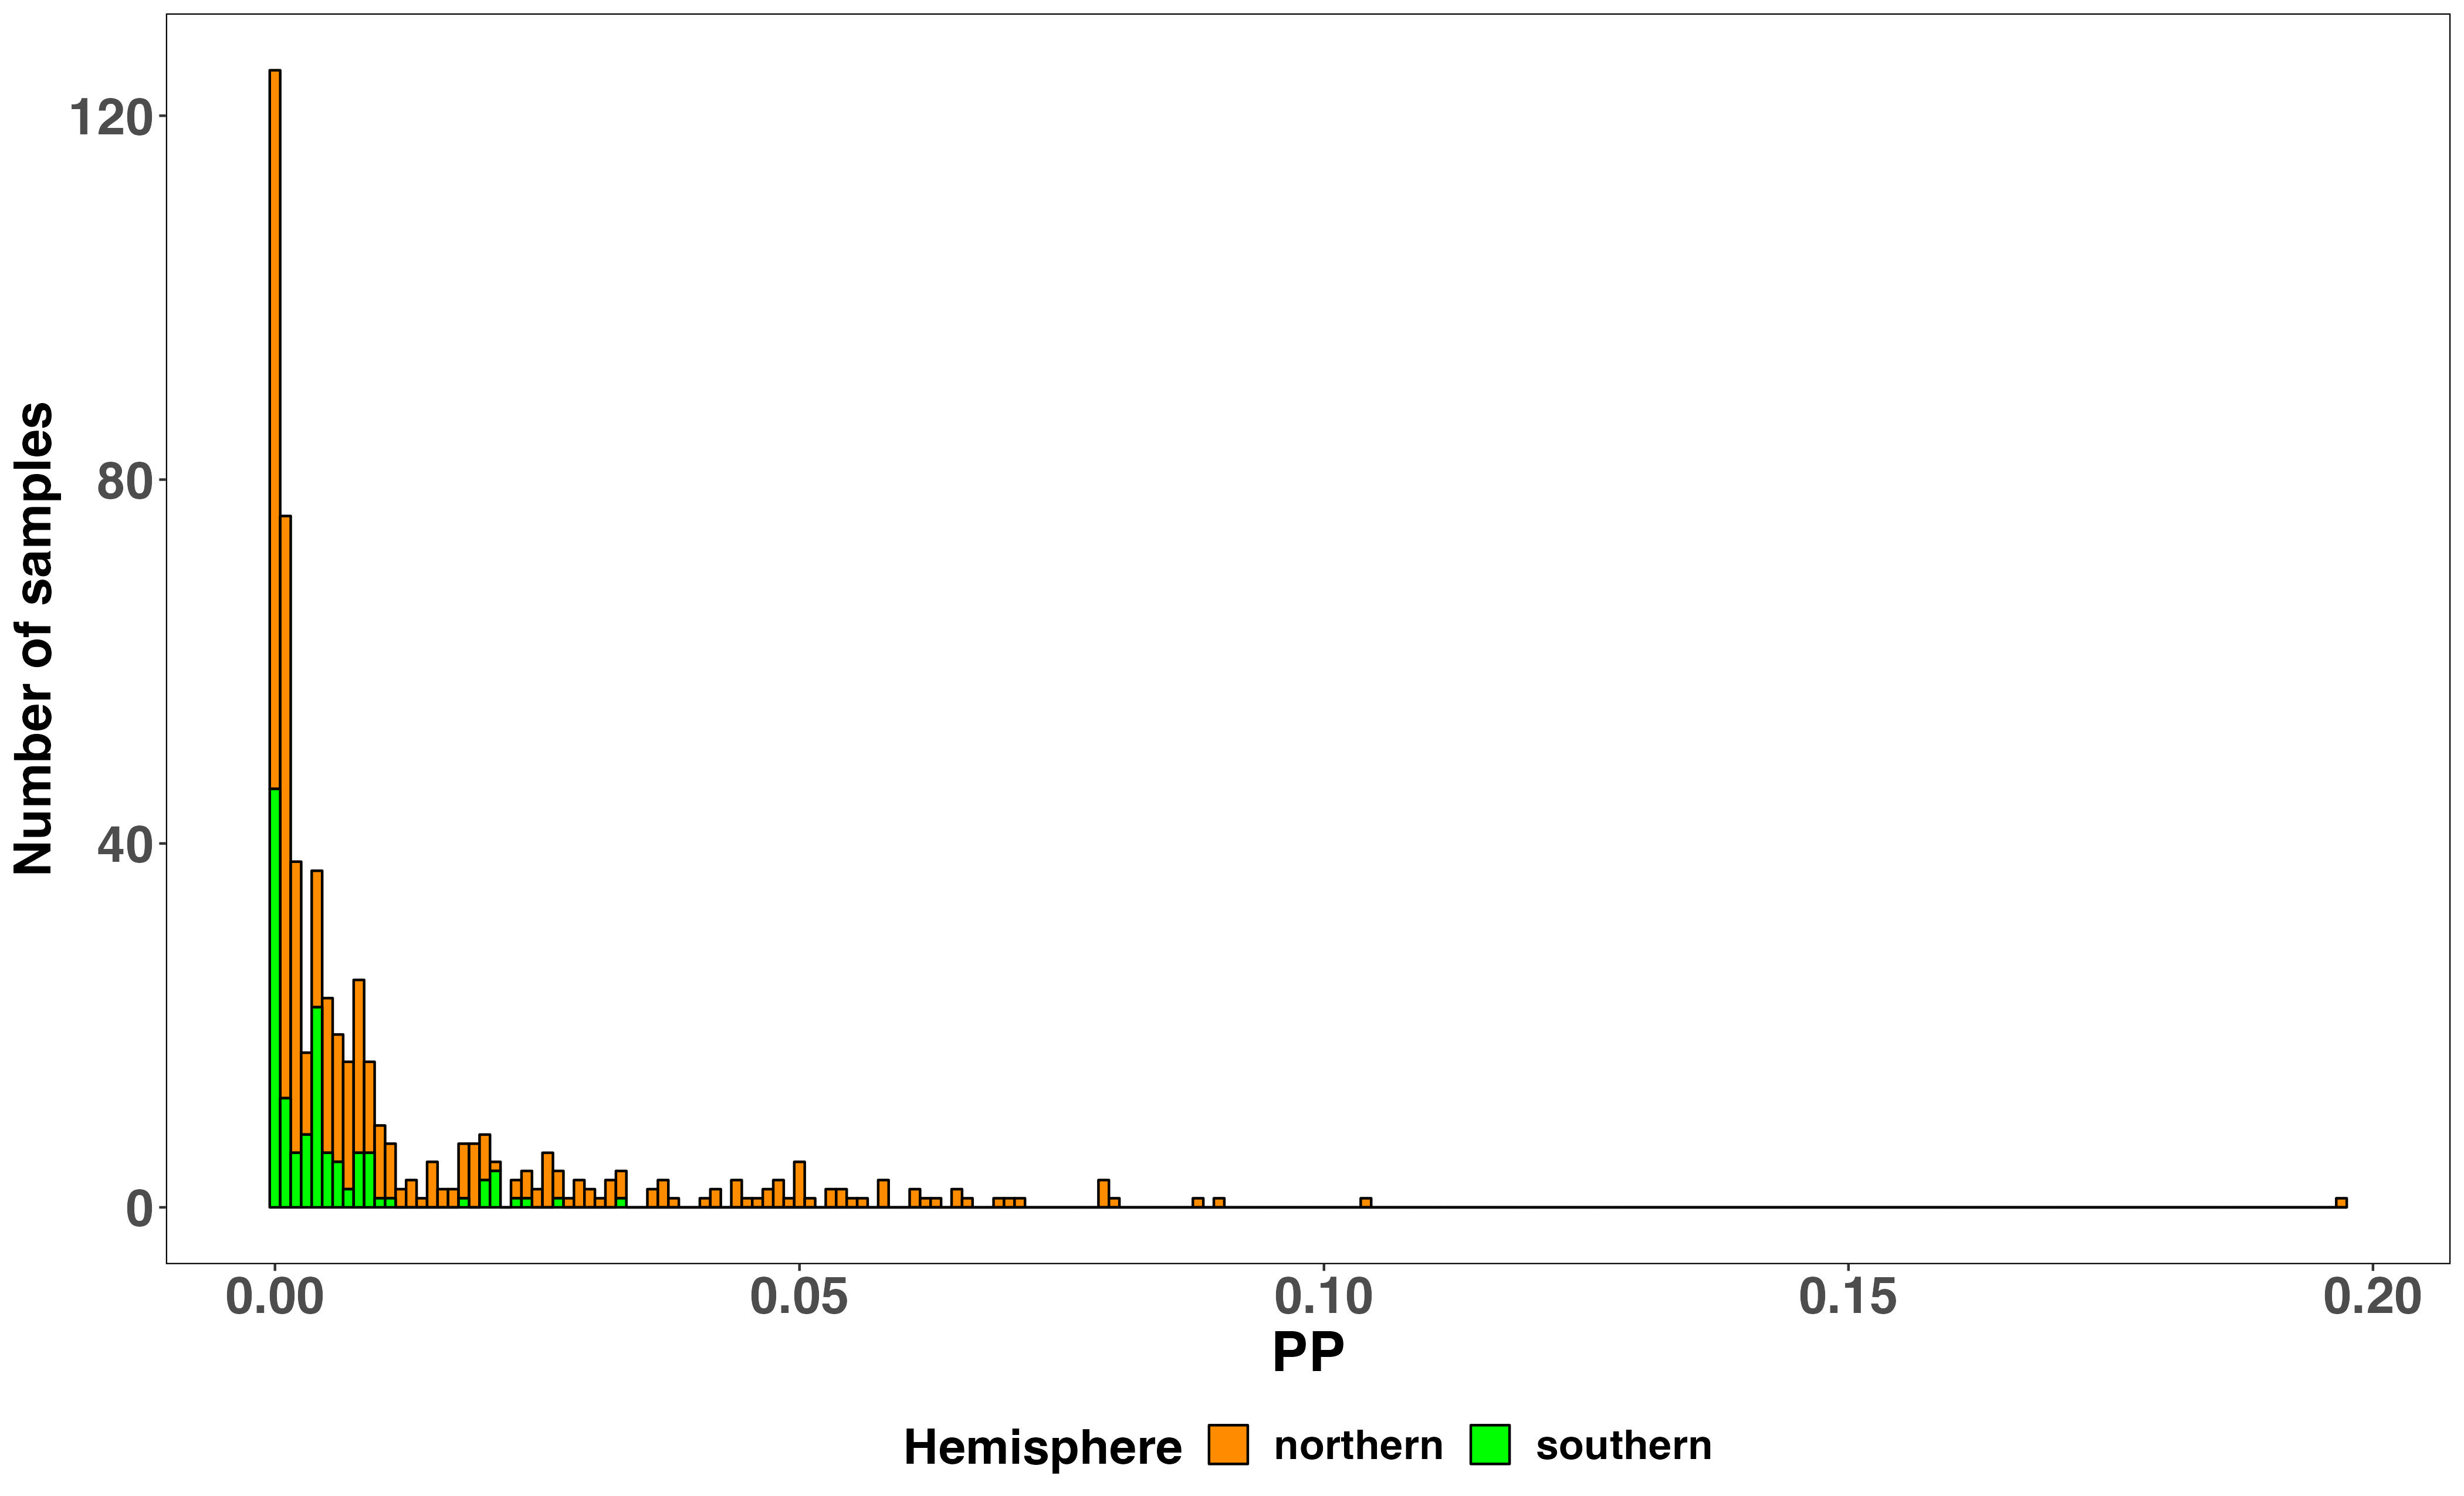 Number of samples
120
80
40
0
0.00 0.05 0.10 0.15 0.20
PP
Hemisphere northern southern